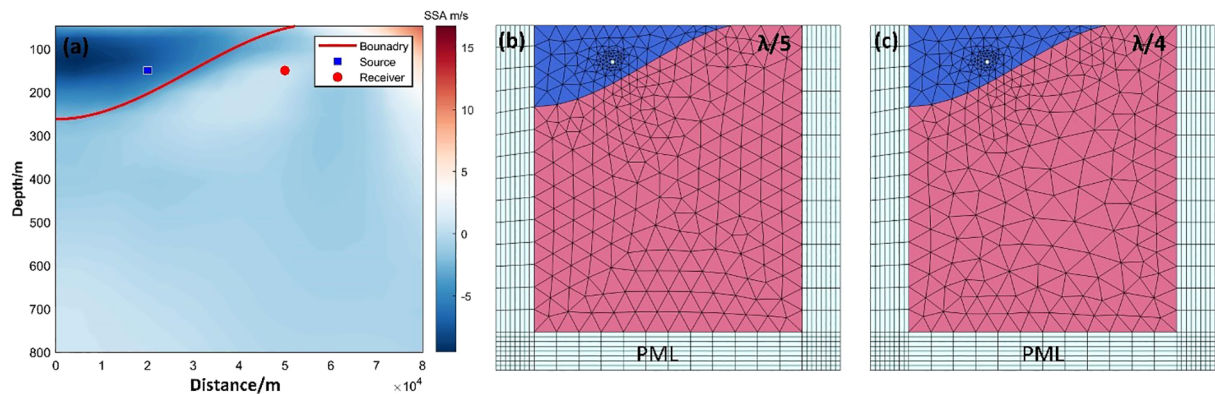 SSA m/s
(a)
Bounadry
Source
Receiver
100
200
300
400
500
600
700
800
Depth/m
0
1
2
3
4
5
6
7
8
×10⁴
Distance/m
15
10
5
0
-5
(b)
λ/5
PML
(c)
λ/4
PML